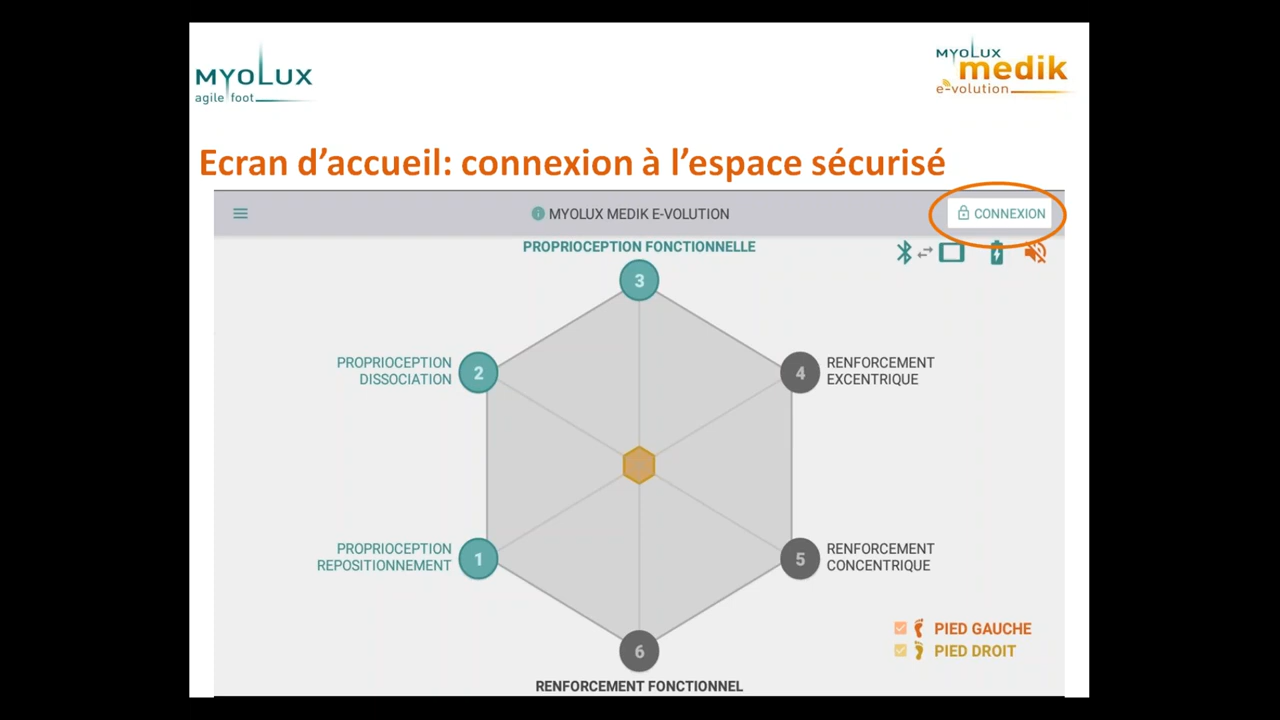 MYOLUX
agile foot
MYOLUX
medik
e-volution
Ecran d’accueil: connexion à l’espace sécurisé
MYOLUX MEDIK E-VOLUTION
CONNEXION
PROPRIOCEPTION FONCTIONNELLE
3
PROPRIOCEPTION
DISSOCIATION
2
4
RENFORCEMENT
EXCENTRIQUE
PROPRIOCEPTION
REPOSITIONNEMENT
1
5
RENFORCEMENT
CONCENTRIQUE
PIED GAUCHE
PIED DROIT
6
RENFORCEMENT FONCTIONNEL